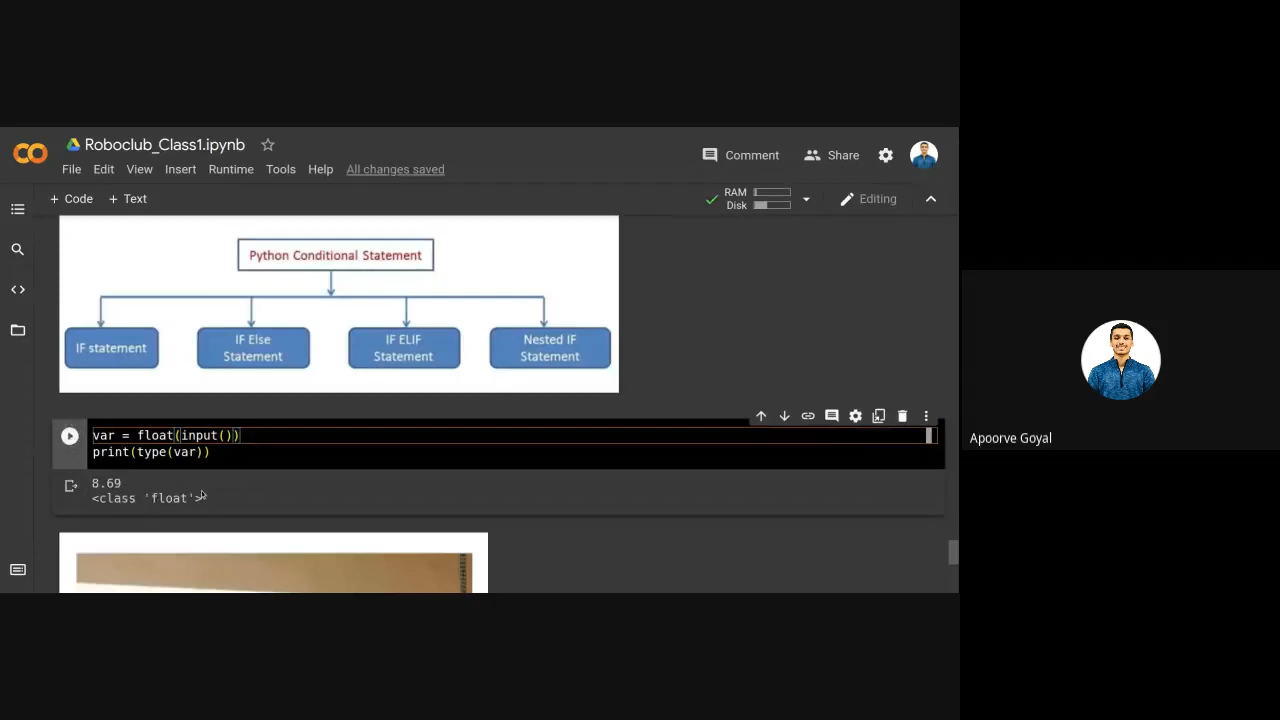 Roboclub_Class1.ipynb
File Edit View Insert Runtime Tools Help All changes saved
Comment Share
+ Code + Text
RAM
Disk
Editing
Python Conditional Statement
IF statement
IF Else
Statement
IF ELIF
Statement
Nested IF
Statement
var = float(input())
print(type(var))
8.69
<class 'float'>
Apoorve Goyal